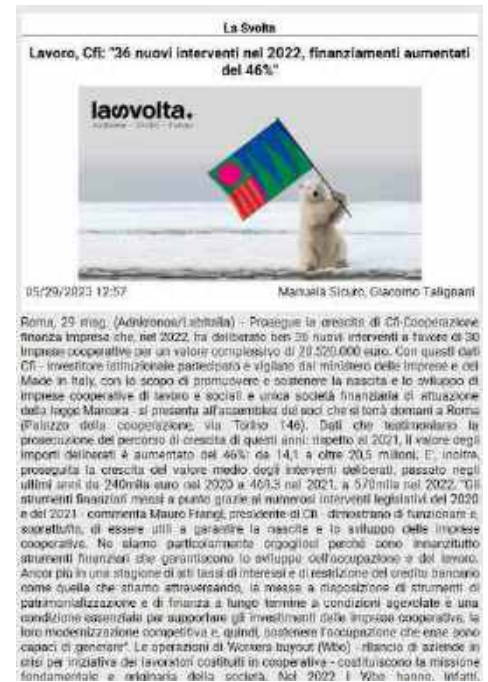 La Svolta
Lavoro, Cfi: "36 nuovi interventi nel 2022, finanziamenti aumentati
del 46%"
lasvolta.
05/29/2023 12:57 Manuela Sicuro, Giacomo Talignani
Roma, 29 mag. (Adnkronos/Labitalia) - Prosegue la crescita di Cfi-Cooperazione
finanza imprese che, nel 2022, ha deliberato ben 36 nuovi interventi a favore di 30
imprese cooperative per un valore complessivo di 20.520.000 euro. Con questi dati
Cfi - investitore istituzionale partecipato e vigilato dal ministero delle imprese e del
Made in Italy, con lo scopo di promuovere e sostenere la nascita e lo sviluppo di
imprese cooperative di lavoro e sociali e unica società finanziaria di attuazione
della legge Marcora - si presenta all'assemblea dei soci che si terrà domani a Roma
(Palazzo della cooperazione, via Torino 146). Dati che testimoniano la
prosecuzione del percorso di crescita di questi anni: rispetto al 2021, il valore degli
importi deliberati è aumentato del 46%: da 14,1 a oltre 20,5 milioni. E', inoltre,
proseguita la crescita del valore medio degli interventi deliberati, passato negli
ultimi anni da 240mila euro nel 2020 a 469,3 nel 2021, a 570mila nel 2022. "Gli
strumenti finanziari messi a punto grazie ai numerosi interventi legislativi del 2020
e del 2021 - commenta Mauro Frangi, presidente di Cfi - dimostrano di funzionare e,
soprattutto, di essere utili a garantire la nascita e lo sviluppo delle imprese
cooperative. Ne siamo particolarmente orgogliosi perché sono innanzitutto
strumenti finanziari che garantiscono lo sviluppo dell'occupazione e del lavoro.
Ancor più in una stagione di alti tassi di interessi e di restrizione del credito bancario
come quella che stiamo attraversando, la messa a disposizione di strumenti di
patrimonializzazione e di finanza a lungo termine a condizioni agevolate è una
condizione essenziale per supportare gli investimenti delle imprese cooperative, la
loro modernizzazione competitiva e, quindi, sostenere l'occupazione che esse sono
capaci di generare". Le operazioni di Workers buyout (Wbo) - rilancio di aziende in
crisi per iniziativa dei lavoratori costituiti in cooperativa - costituiscono la missione
fondamentale e originaria della società. Nel 2022 i Wbo hanno, infatti,